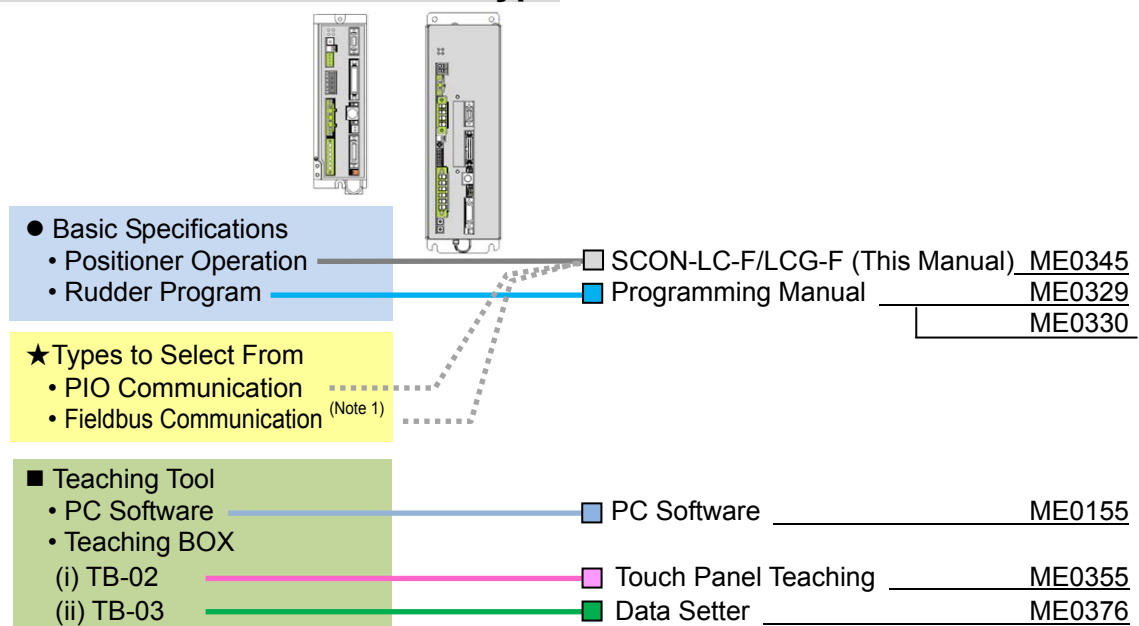 ● Basic Specifications
• Positioner Operation
• Rudder Program
★Types to Select From
• PIO Communication
• Fieldbus Communication (Note 1)
■ Teaching Tool
• PC Software
• Teaching BOX
(i) TB-02
(ii) TB-03
SCON-LC-F/LCG-F (This Manual) ME0345
Programming Manual ME0329
ME0330
PC Software ME0155
Touch Panel Teaching ME0355
Data Setter ME0376